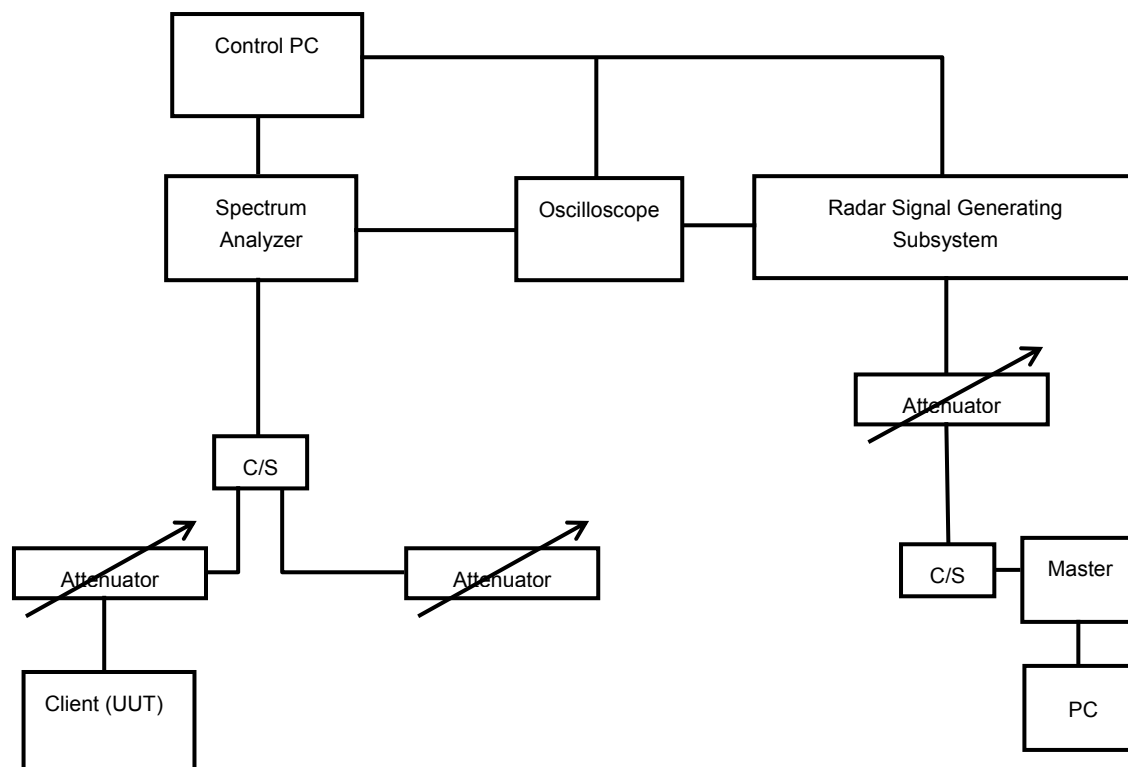 Control PC
Spectrum
Analyzer
Oscilloscope
Radar Signal Generating
Subsystem
Attenuator
C/S
Attenuator
Attenuator
C/S
Master
Client (UUT)
PC